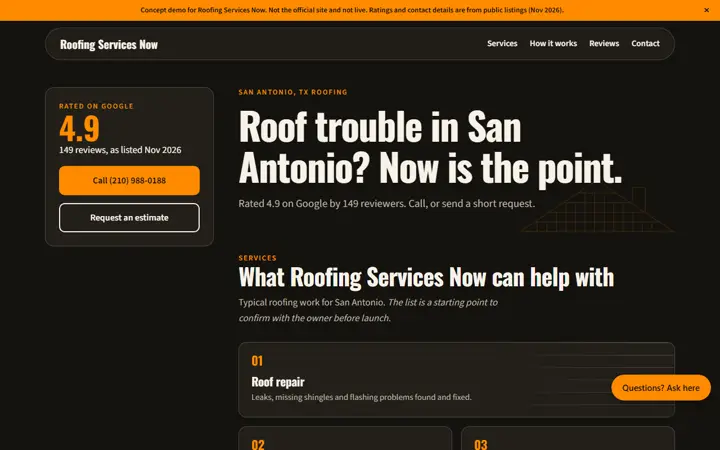 Concept demo for Roofing Services Now. Not the official site and not live. Ratings and contact details are from public listings (Nov 2026).
×
Roofing Services Now
Services
How it works
Reviews
Contact
RATED ON GOOGLE
4.9
149 reviews, as listed Nov 2026
Call (210) 988-0188
Request an estimate
SAN ANTONIO, TX ROOFING
Roof trouble in San
Antonio? Now is the point.
Rated 4.9 on Google by 149 reviewers. Call, or send a short request.
SERVICES
What Roofing Services Now can help with
Typical roofing work for San Antonio. The list is a starting point to
confirm with the owner before launch.
01
Roof repair
Leaks, missing shingles and flashing problems found and fixed.
Questions? Ask here
02
03